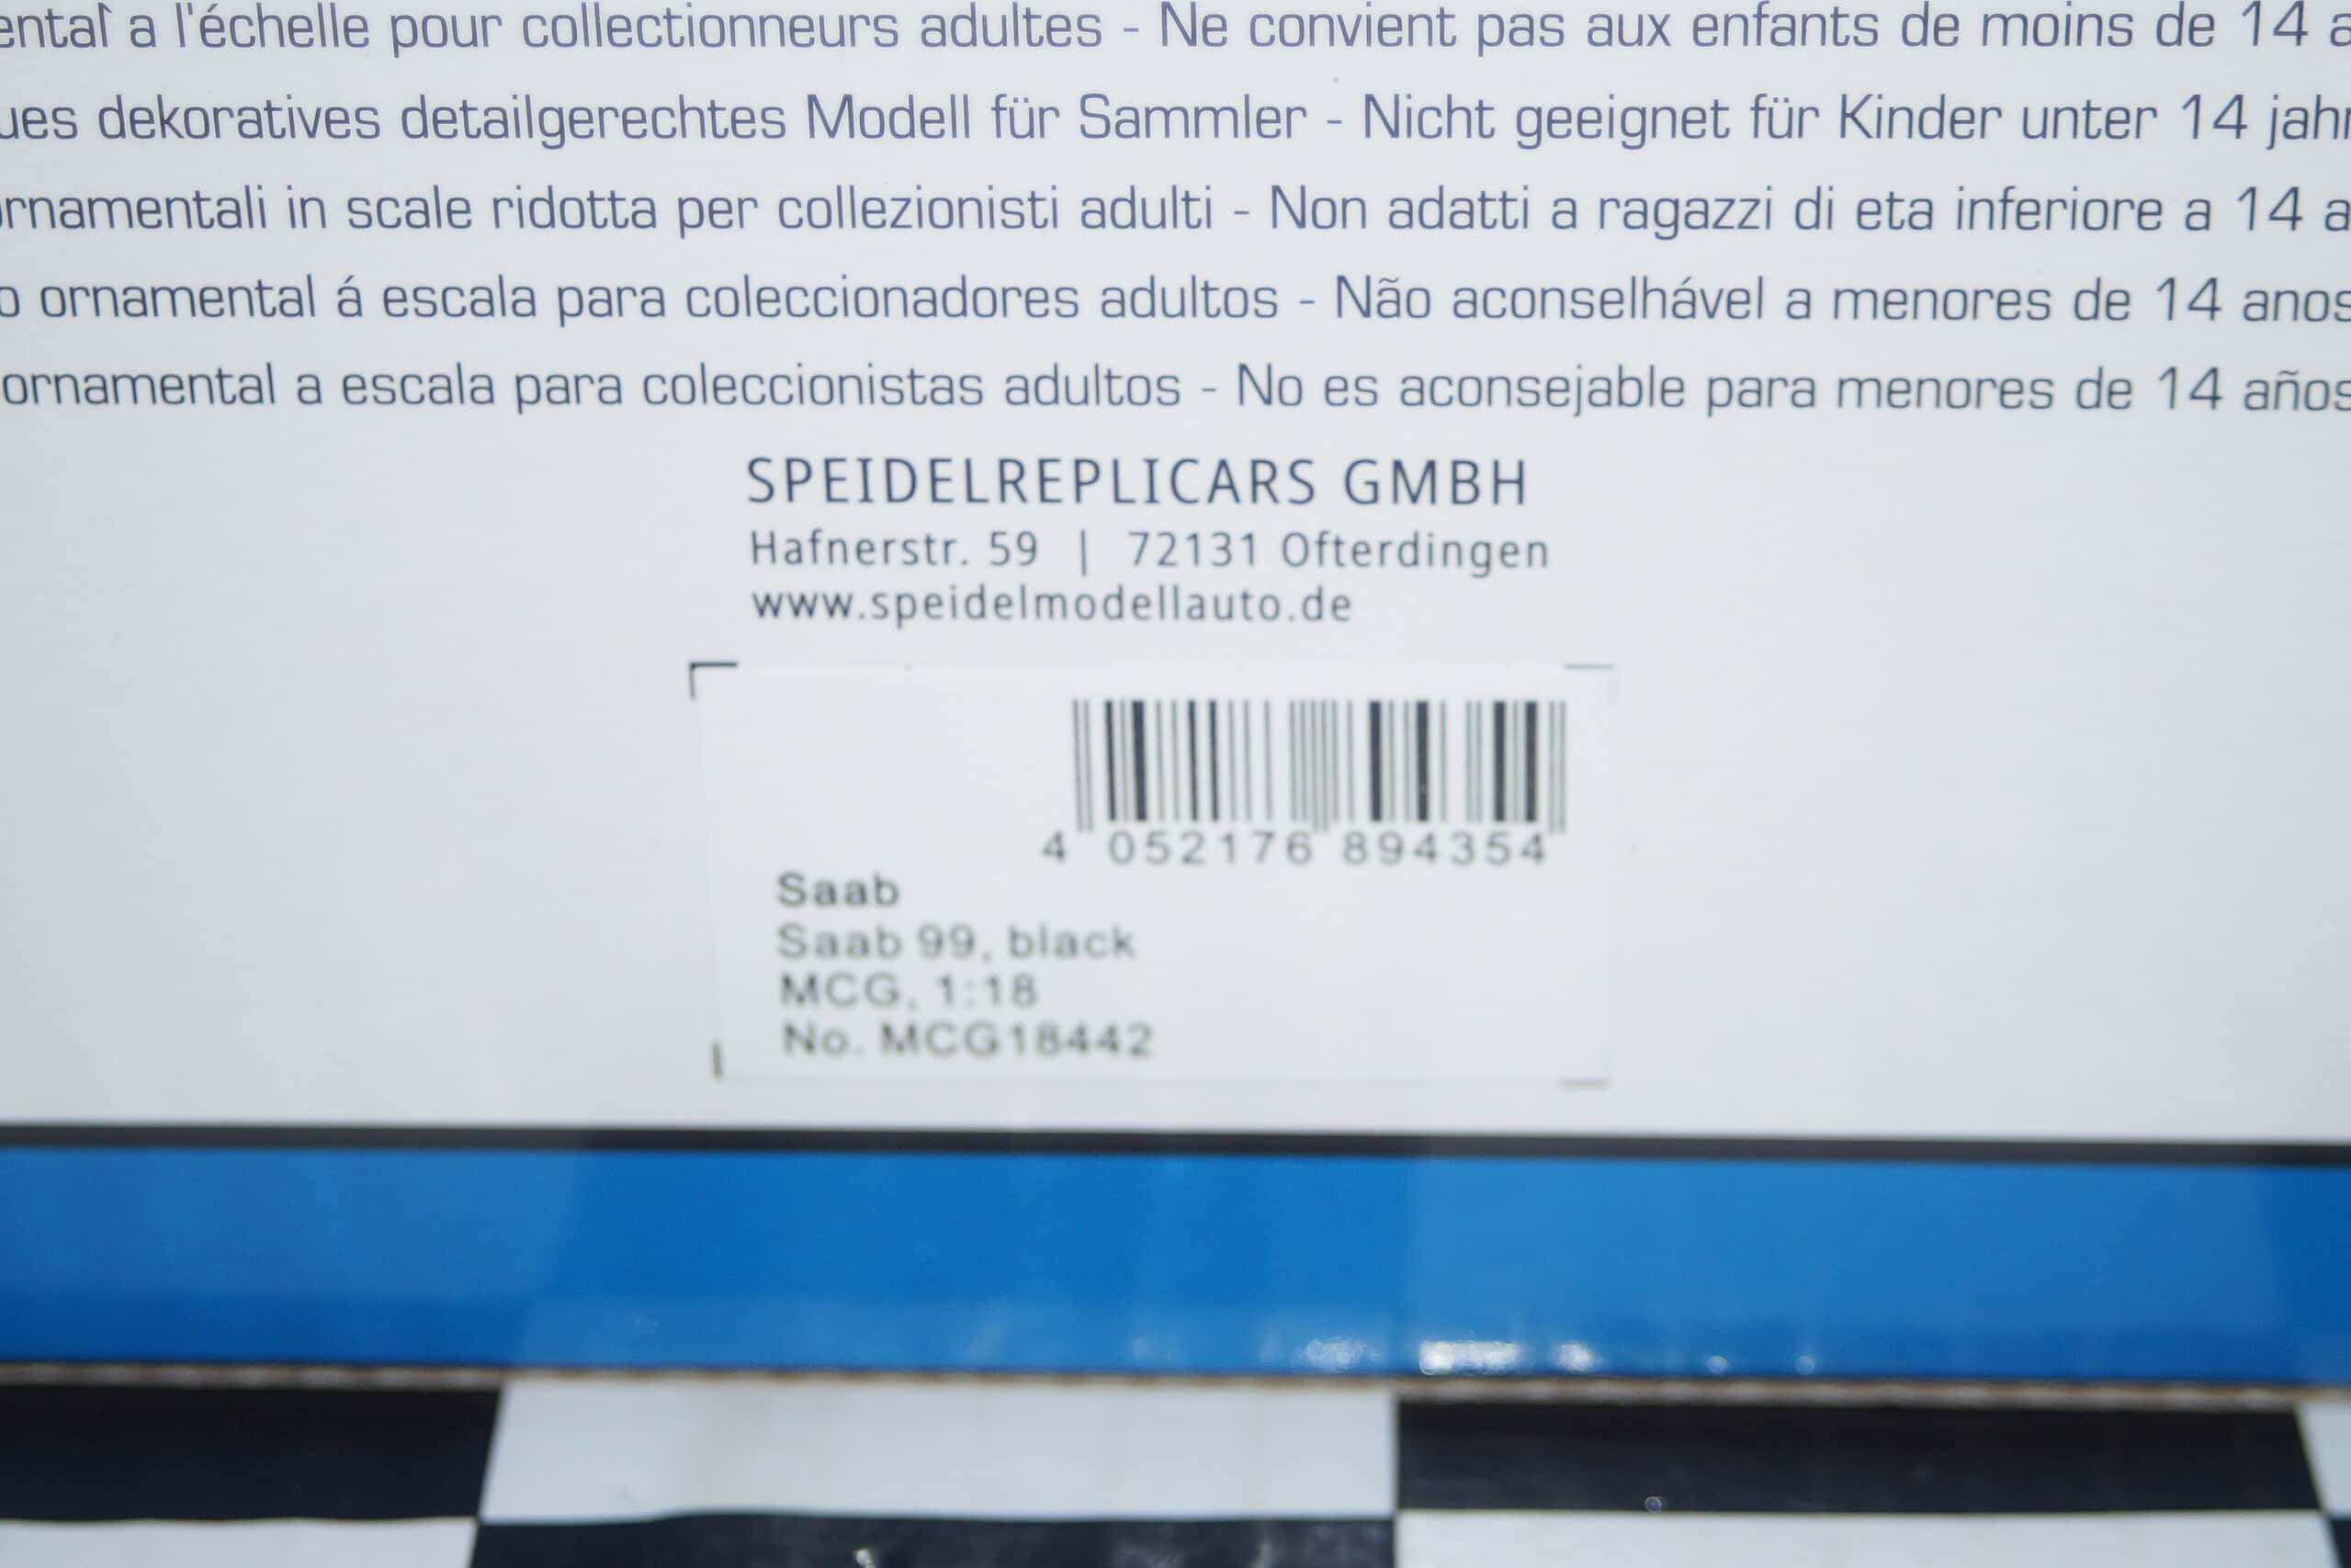 ental a l'échelle pour collectionneurs adultes - Ne convient pas aux enfants de moins de 14 a
ues dekoratives detailgerechtes Modell für Sammler - Nicht geeignet für Kinder unter 14 jahr
ornamentali in scale ridotta per collezionisti adulti - Non adatti a ragazzi di eta inferiore a 14 a
o ornamental á escala para coleccionadores adultos - Não aconselhável a menores de 14 anos
ornamental a escala para coleccionistas adultos - No es aconsejable para menores de 14 años
SPEIDELREPLICARS GMBH
Hafnerstr. 59 | 72131 Ofterdingen
www.speidelmodellauto.de
4 052176 894354
Saab
Saab 99, black
MCG, 1:18
No. MCG18442